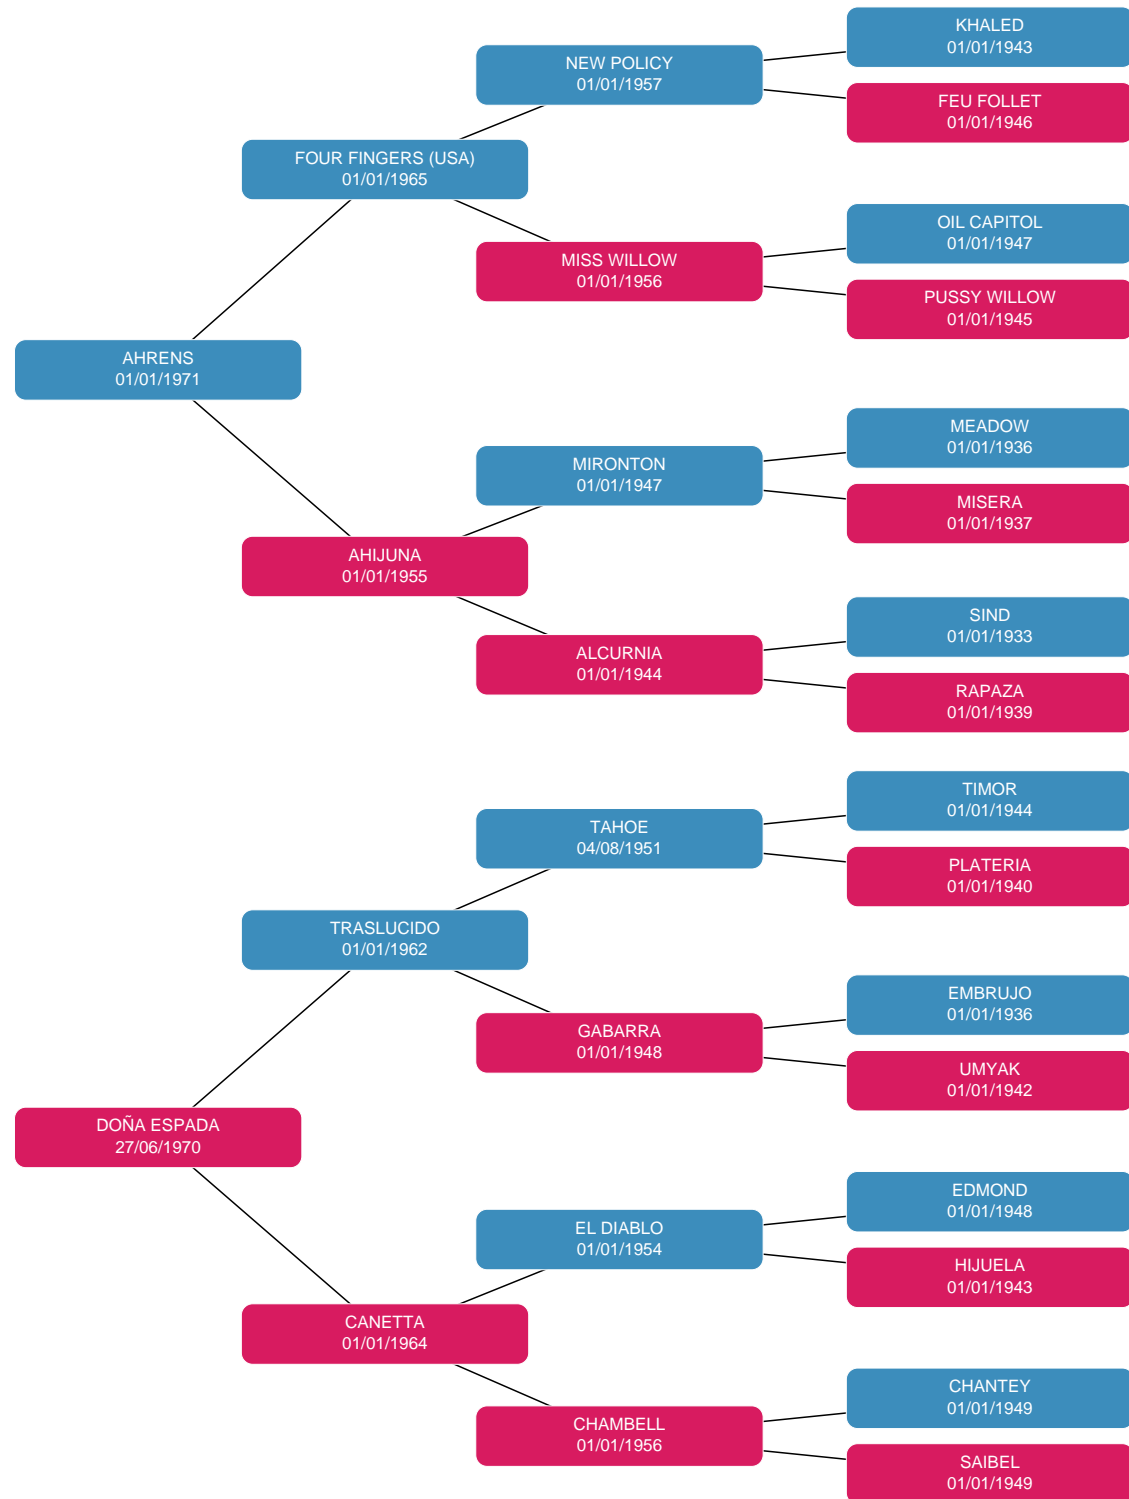 KHALED
01/01/1943
NEW POLICY
01/01/1957
FEU FOLLET
01/01/1946
FOUR FINGERS (USA)
01/01/1965
OIL CAPITOL
01/01/1947
MISS WILLOW
01/01/1956
PUSSY WILLOW
01/01/1945
AHRENS
01/01/1971
MEADOW
01/01/1936
MIRONTON
01/01/1947
MISERA
01/01/1937
AHIJUNA
01/01/1955
SIND
01/01/1933
ALCURNIA
01/01/1944
RAPAZA
01/01/1939
TIMOR
01/01/1944
TAHOE
04/08/1951
PLATERIA
01/01/1940
TRASLUCIDO
01/01/1962
EMBRUJO
01/01/1936
GABARRA
01/01/1948
UMYAK
01/01/1942
DOÑA ESPADA
27/06/1970
EDMOND
01/01/1948
EL DIABLO
01/01/1954
HIJUELA
01/01/1943
CANETTA
01/01/1964
CHANTEY
01/01/1949
CHAMBELL
01/01/1956
SAIBEL
01/01/1949